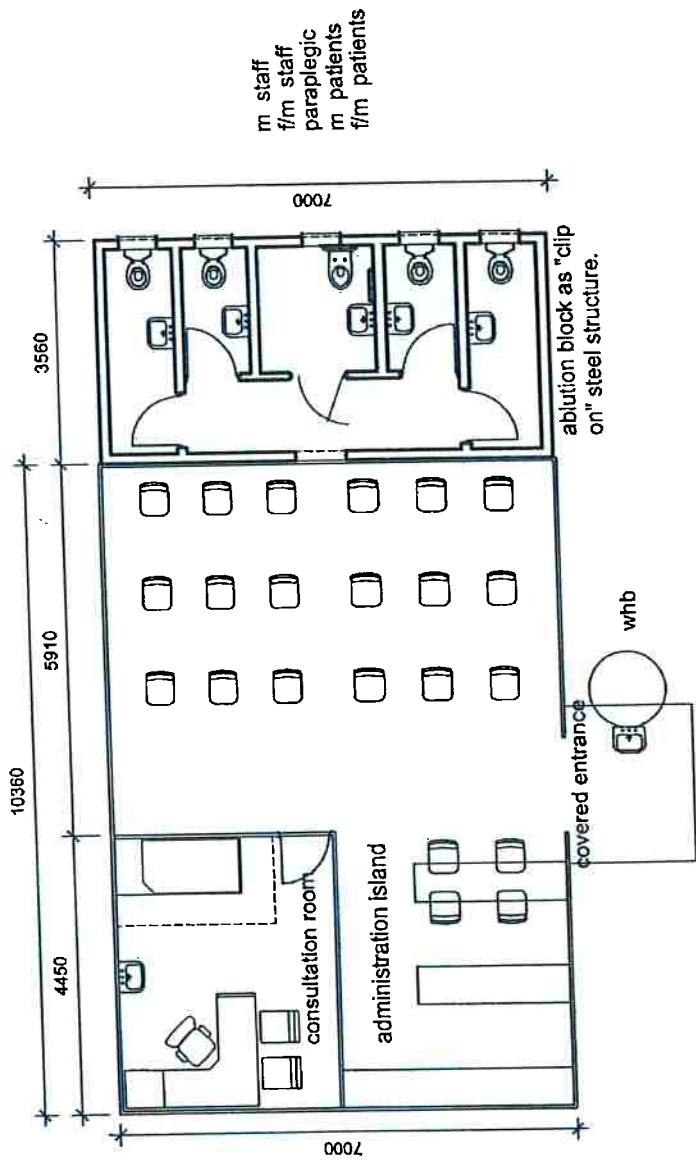 10360
4450
5910
3560
7000
7000
m staff
f/m staff
paraplegic
m patients
f/m patients
consultation room
administration island
covered entrance
whb
ablution block as "clip
on" steel structure.